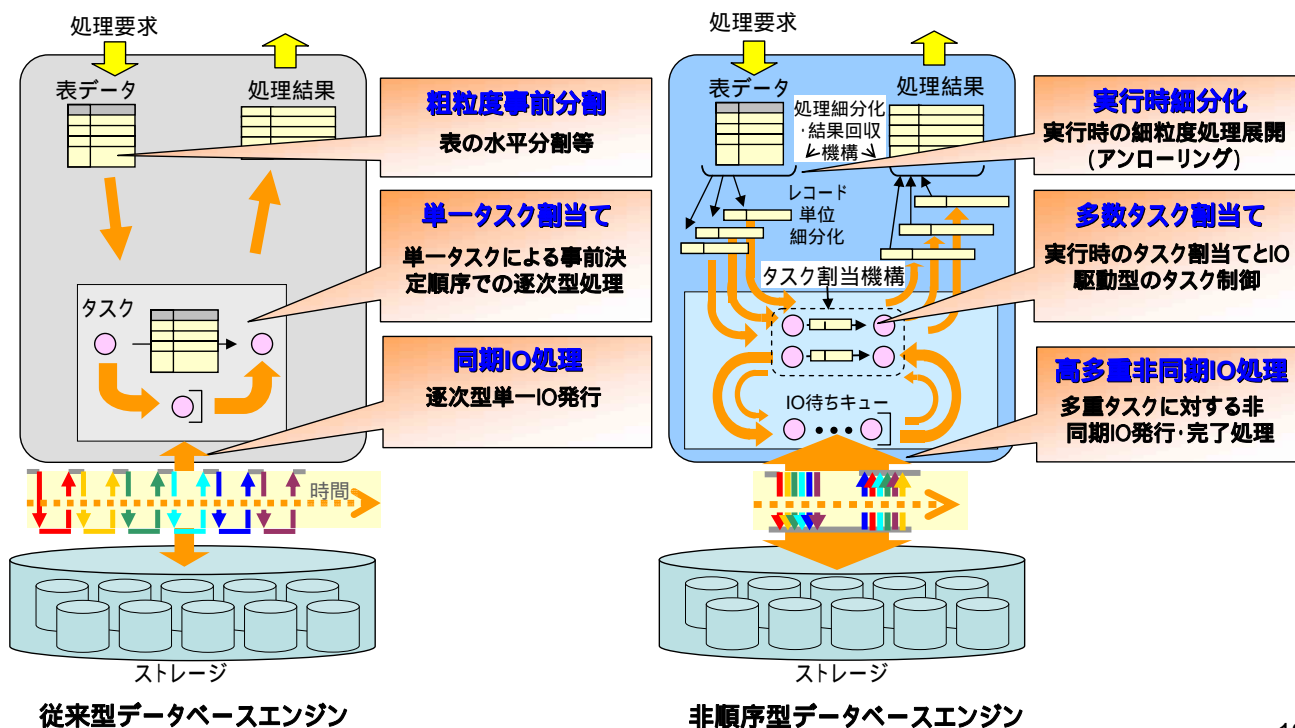 処理要求
表データ
処理結果
粗粒度事前分割
表の水平分割等
単一タスク割当て
単一タスクによる事前決
定順序での逐次型処理
タスク
同期IO処理
逐次型単一IO発行
時間
ストレージ
従来型データベースエンジン
処理要求
表データ
処理結果
処理細分化
・結果回収
機構
実行時細分化
実行時の細粒度処理展開
(アンローリング)
レコード
単位
細分化
多数タスク割当て
実行時のタスク割当てとIO
駆動型のタスク制御
タスク割当機構
高多重非同期IO処理
多重タスクに対する非
同期IO発行・完了処理
IO待ちキュー
ストレージ
非順序型データベースエンジン